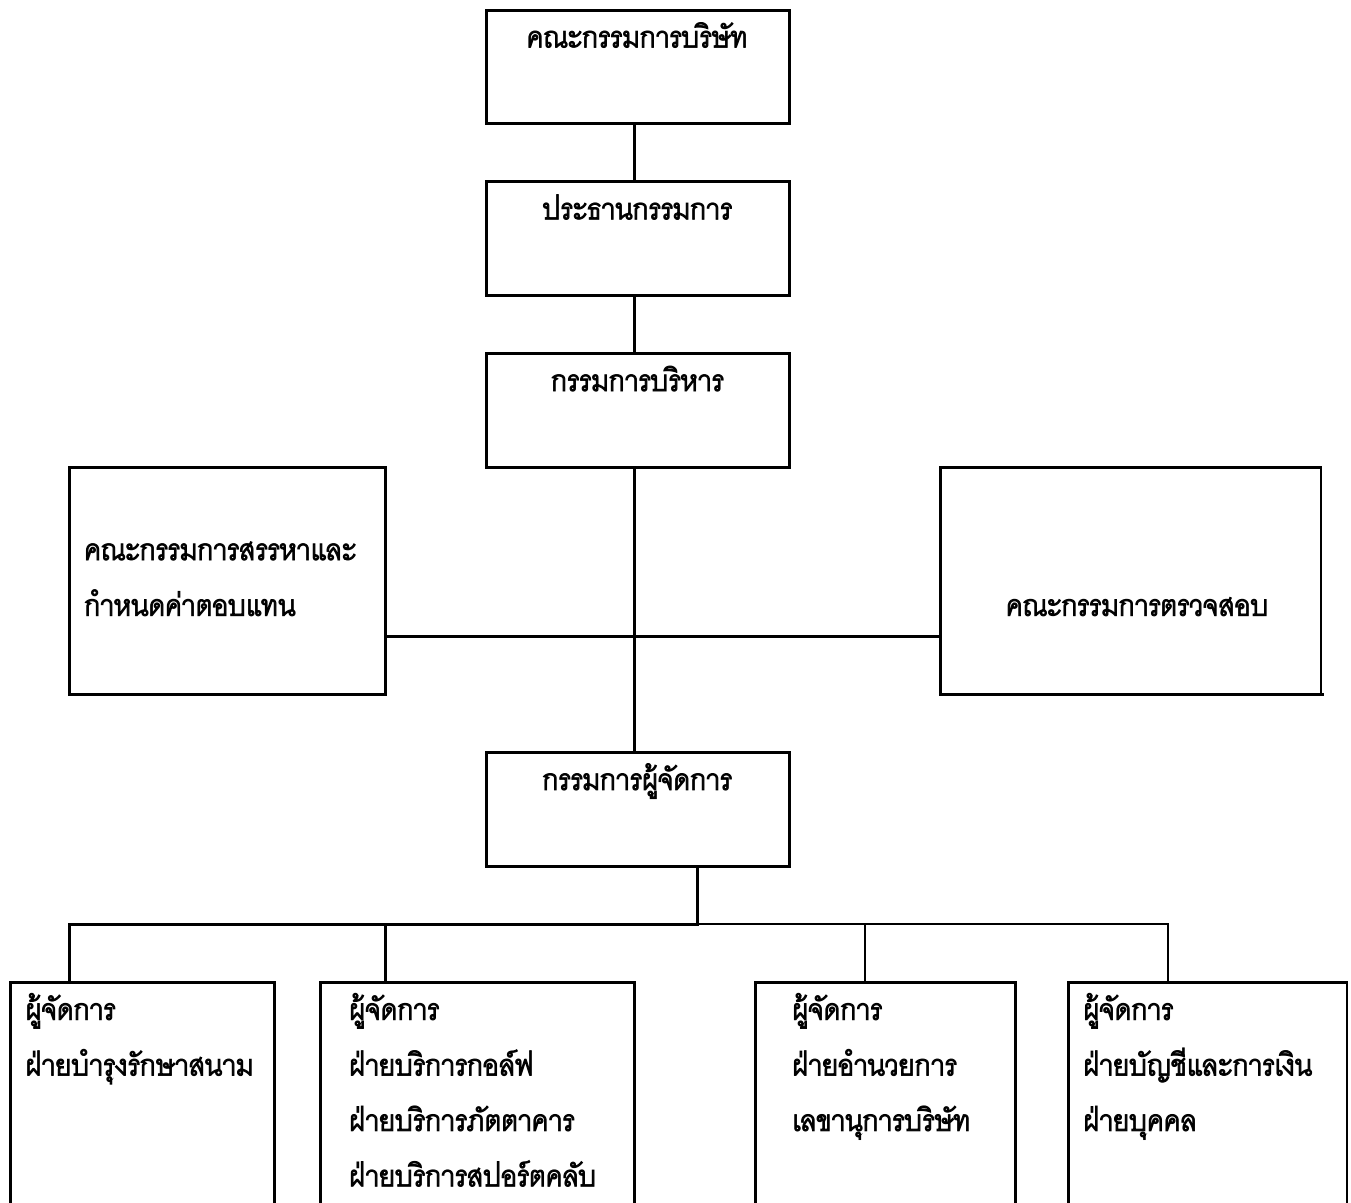 คณะกรรมการบริษัท
ประธานกรรมการ
กรรมการบริหาร
คณะกรรมการสรรหาและ
กำหนดค่าตอบแทน
คณะกรรมการตรวจสอบ
กรรมการผู้จัดการ
ผู้จัดการ
ฝ่ายบำรุงรักษาสนาม
ผู้จัดการ
ฝ่ายบริการกอล์ฟ
ฝ่ายบริการภัตตาคาร
ฝ่ายบริการสปอร์ตคลับ
ผู้จัดการ
ฝ่ายอำนวยการ
เลขานุการบริษัท
ผู้จัดการ
ฝ่ายบัญชีและการเงิน
ฝ่ายบุคคล